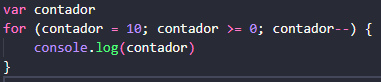 var contador
for (contador = 10; contador >= 0; contador--) {
    console.log(contador)
}